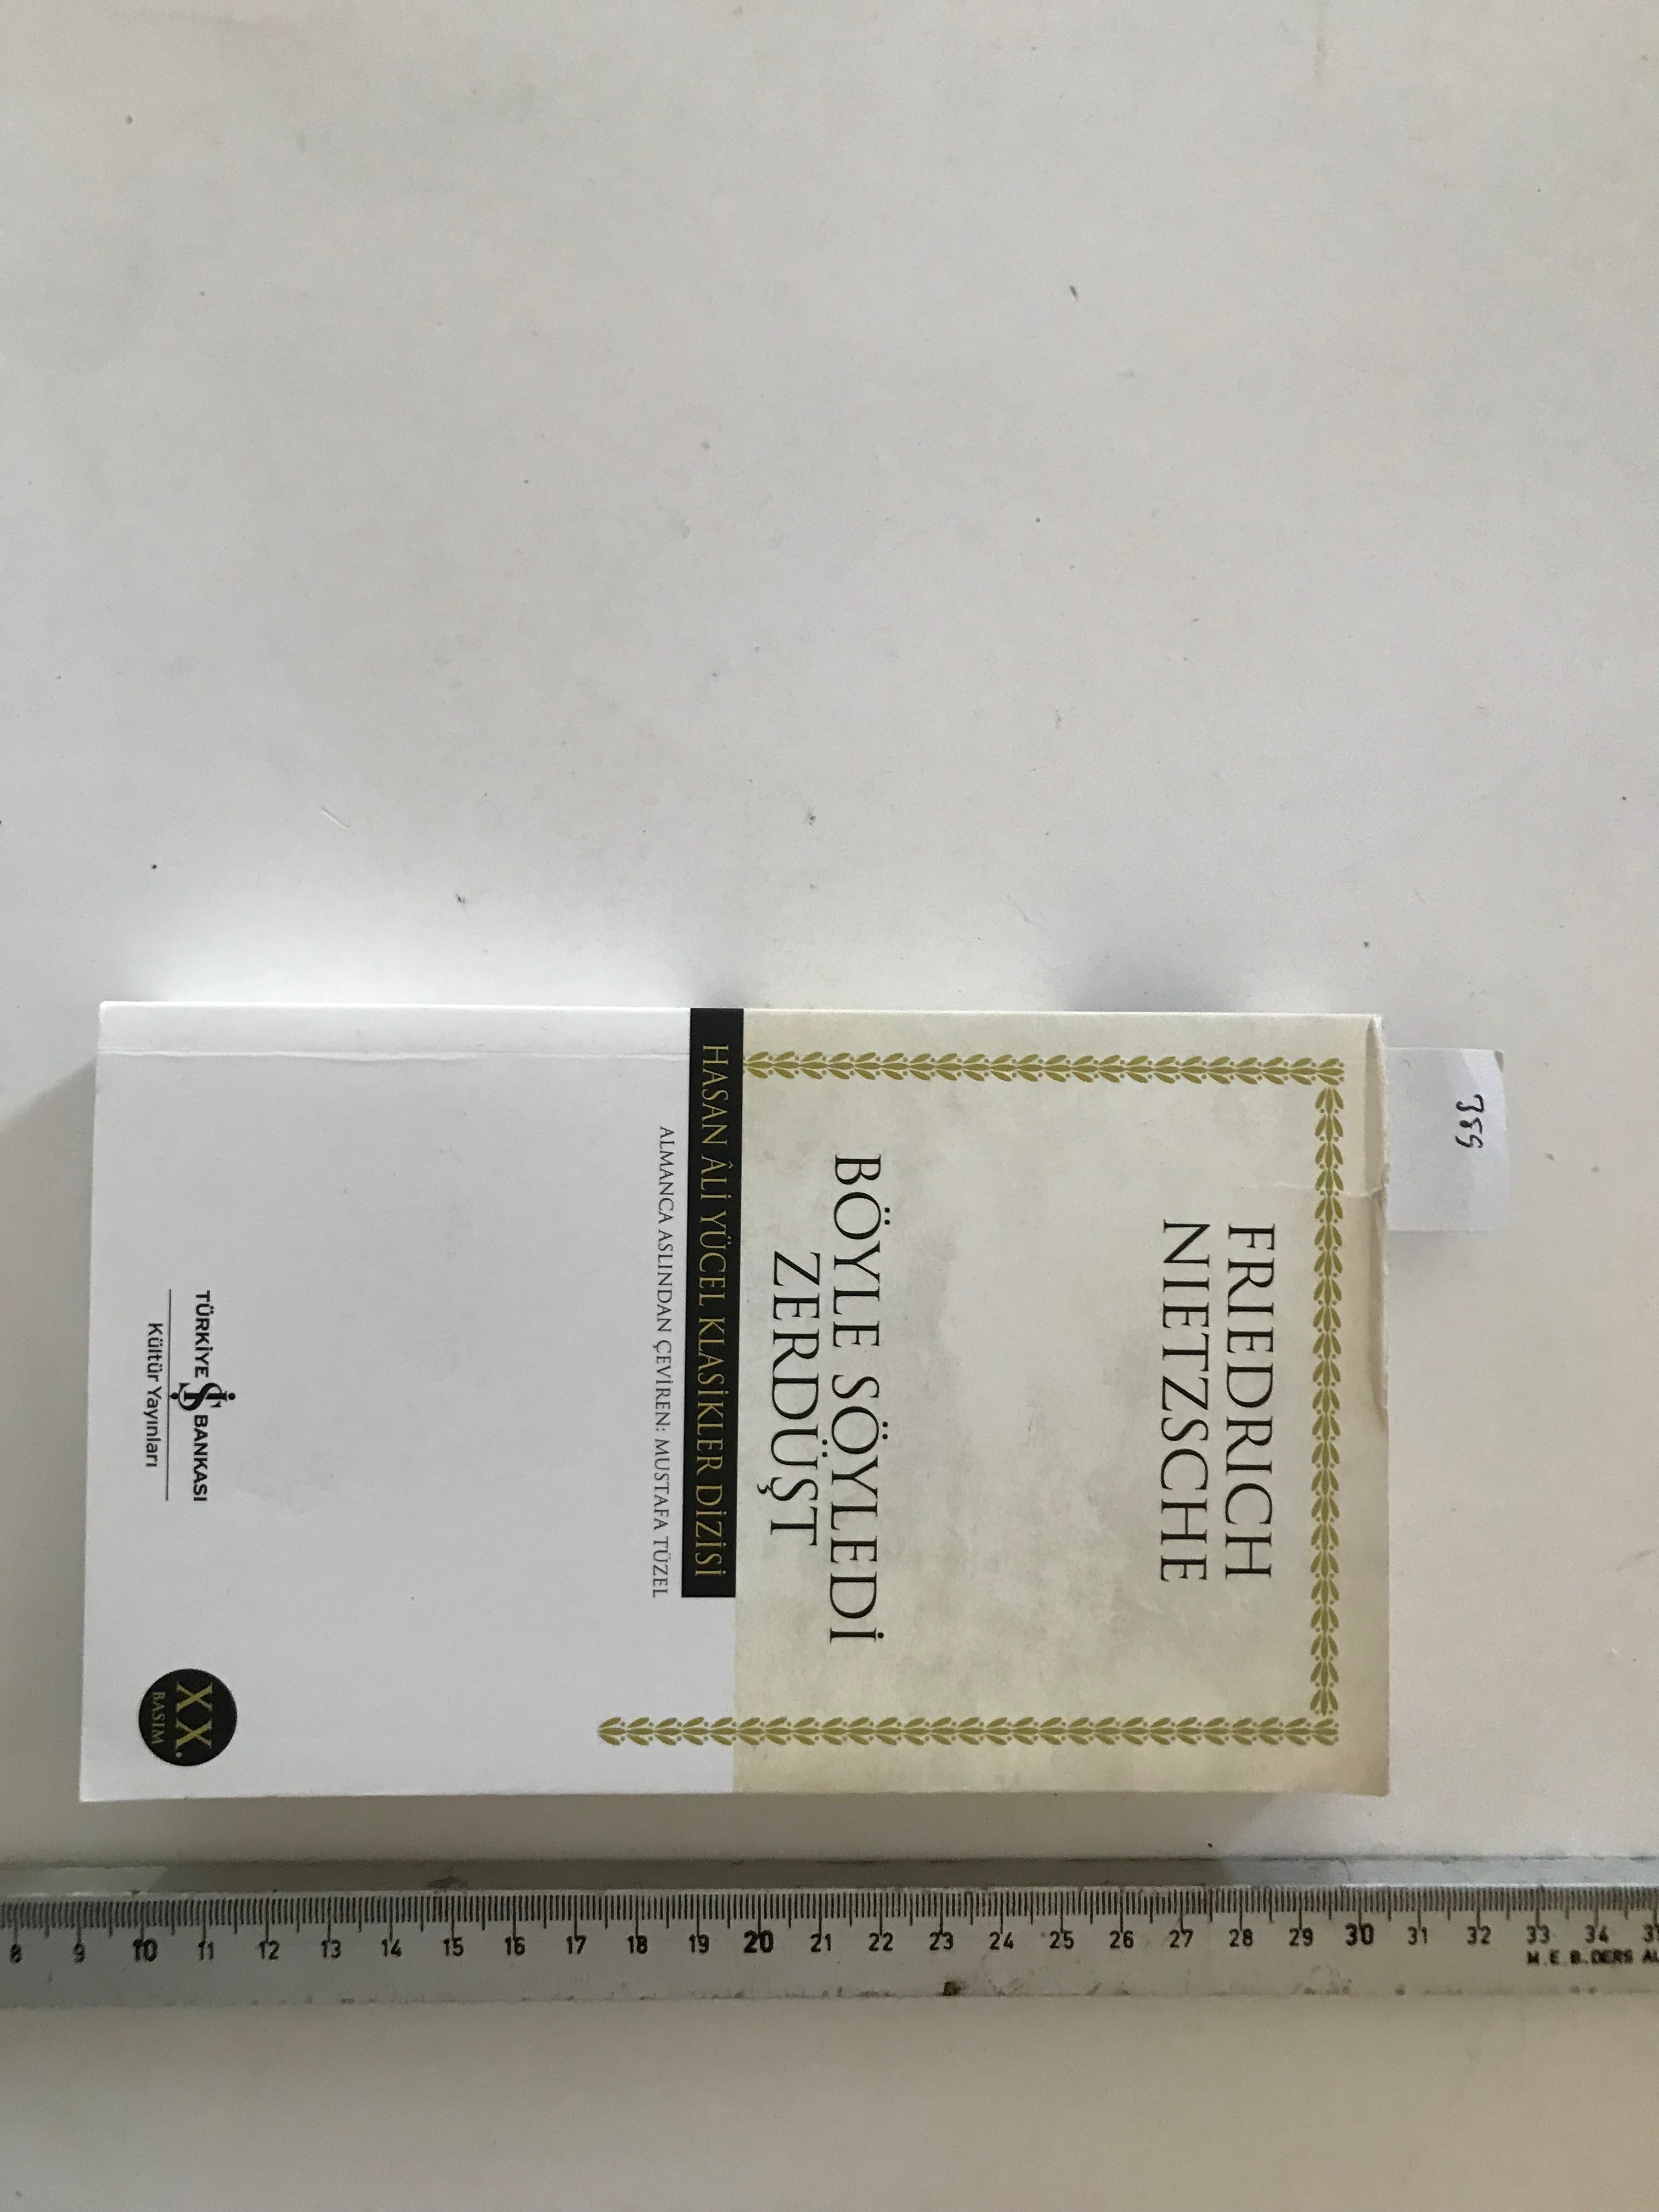 355
FRIEDRICH
NIETZSCHE
BÖYLE SÖYLEDİ
ZERDÜŞT
HASAN ÂLİ YÜCEL KLASİKLER DİZİSİ
ALMANCA ASLINDAN ÇEVİREN: MUSTAFA TÜZEL
TÜRKİYE İŞ BANKASI
Kültür Yayınları
XX.
BASIM
8 9 10 11 12 13 14 15 16 17 18 19 20 21 22 23 24 25 26 27 28 29 30 31 32 33 34
M.E.B.DERS